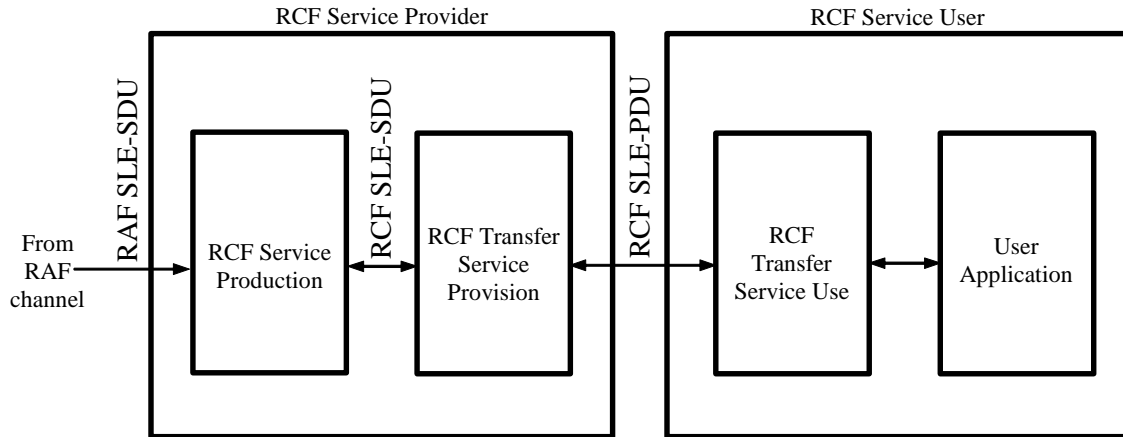 RCF Service Provider
RCF Service User
RAF SLE-SDU
RCF SLE-SDU
RCF SLE-PDU
From
RAF
channel
RCF Service
Production
RCF Transfer
Service
Provision
RCF
Transfer
Service Use
User
Application